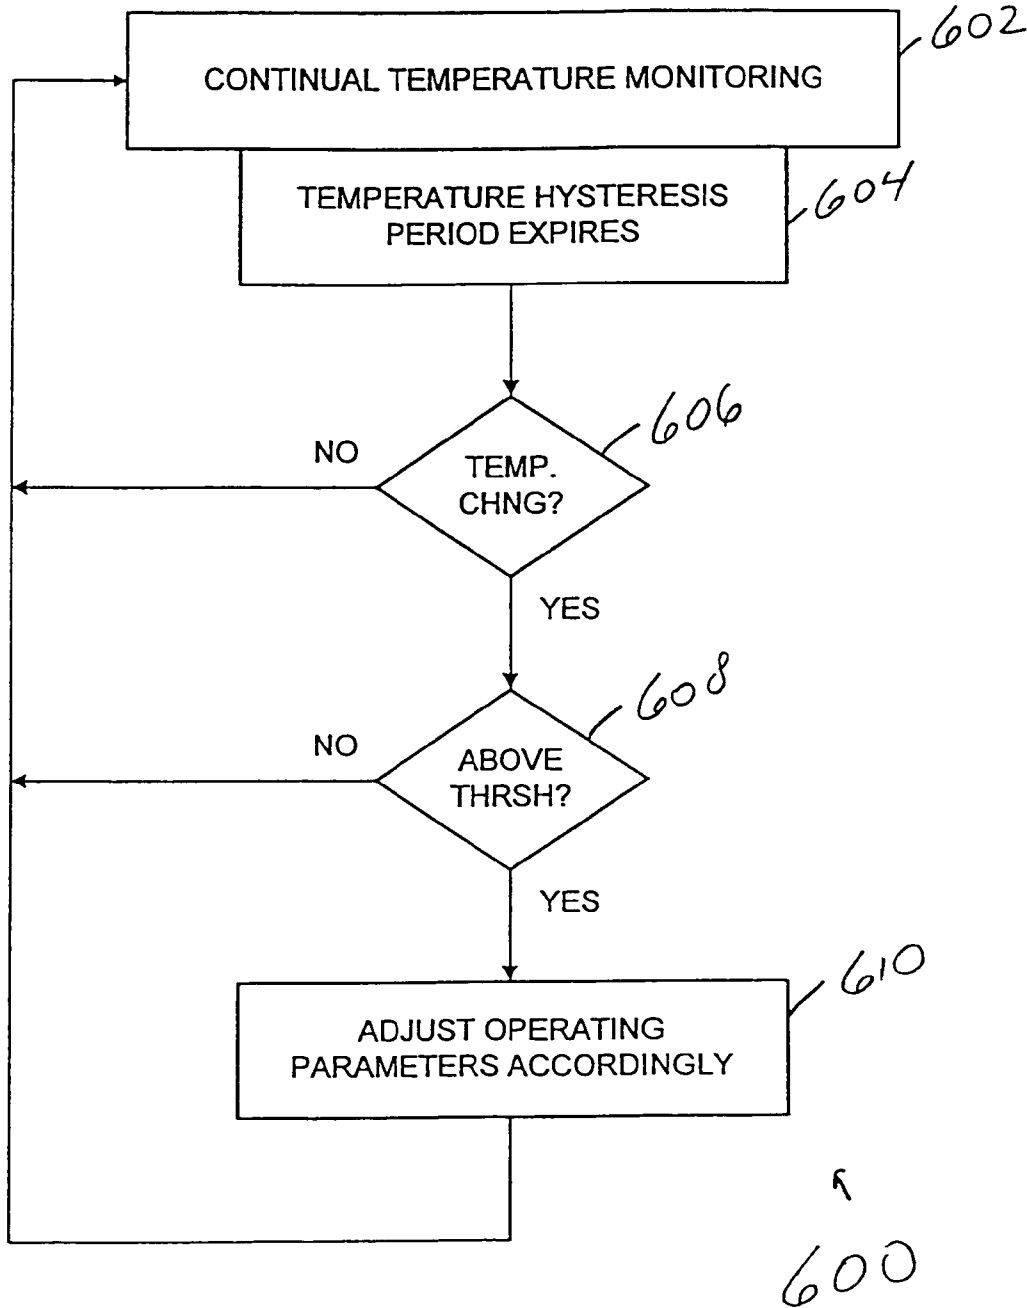 602
CONTINUAL TEMPERATURE MONITORING
TEMPERATURE HYSTERESIS
PERIOD EXPIRES
604
606
NO
TEMP.
CHNG?
YES
608
NO
ABOVE
THRSH?
YES
610
ADJUST OPERATING
PARAMETERS ACCORDINGLY
600